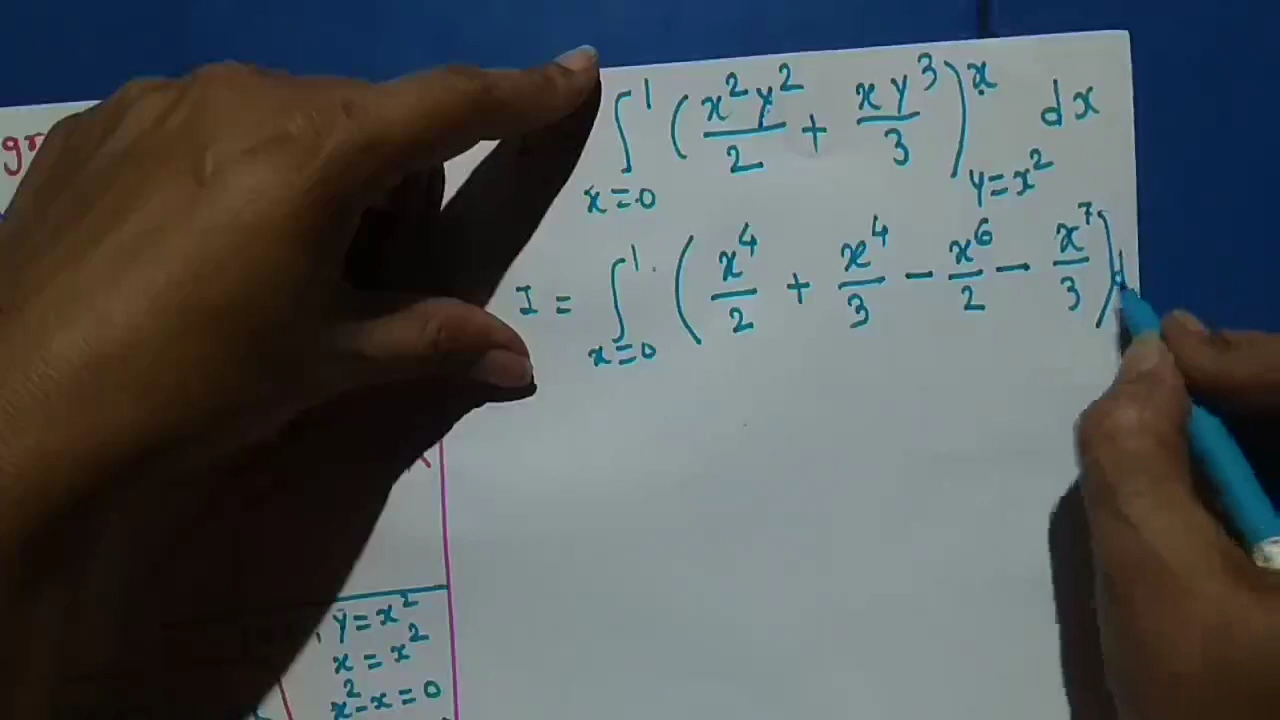 gr
∫_{x=0}^{1} (x²y²/2 + xy³/3)_{y=x²}^{x} dx
I = ∫_{x=0}^{1} (x⁴/2 + x⁴/3 − x⁶/2 − x⁷/3) d
y = x²
x = x²
x² - x = 0